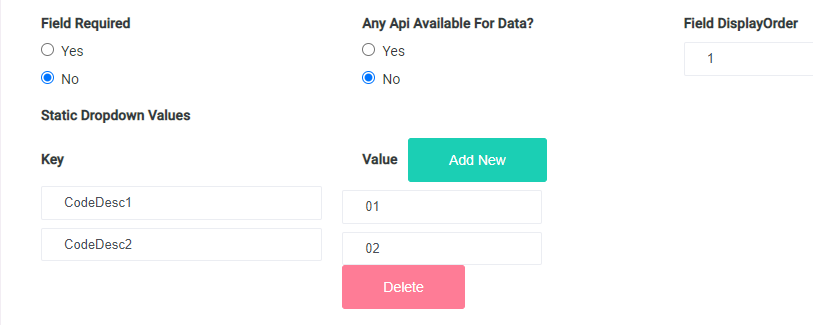 Field Required
Any Api Available For Data?
Field DisplayOrder
Yes
Yes
1
No
No
Static Dropdown Values
Key
Value
Add New
CodeDesc1
01
CodeDesc2
02
Delete